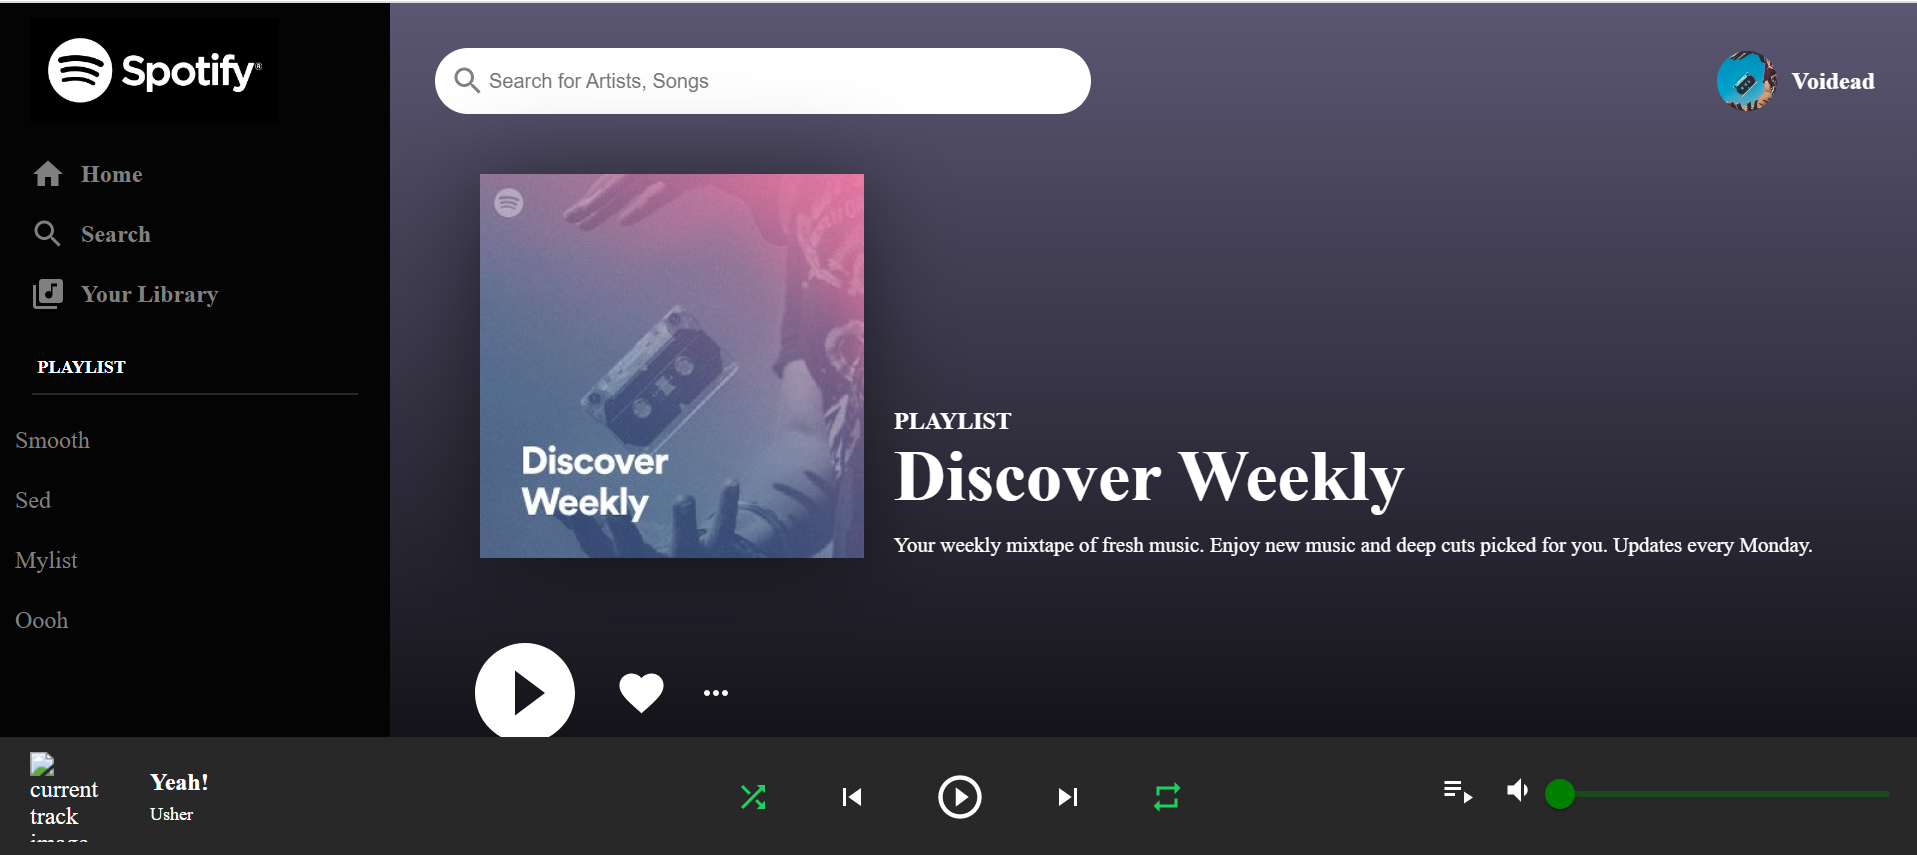 Spotify®
Search for Artists, Songs
Voidead
Home
Search
Your Library
PLAYLIST
Smooth
Sed
Mylist
Oooh
Discover
Weekly
PLAYLIST
Discover Weekly
Your weekly mixtape of fresh music. Enjoy new music and deep cuts picked for you. Updates every Monday.
current
track
image
Yeah!
Usher